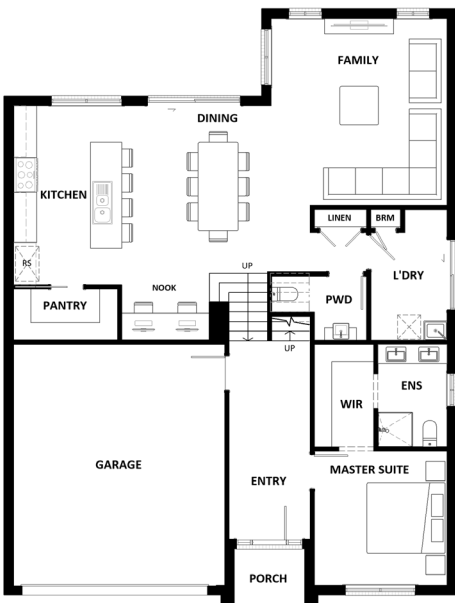 FAMILY
DINING
KITCHEN
LINEN
BRM
RS
UP
L'DRY
NOOK
PWD
PANTRY
UP
ENS
WIR
GARAGE
MASTER SUITE
ENTRY
PORCH